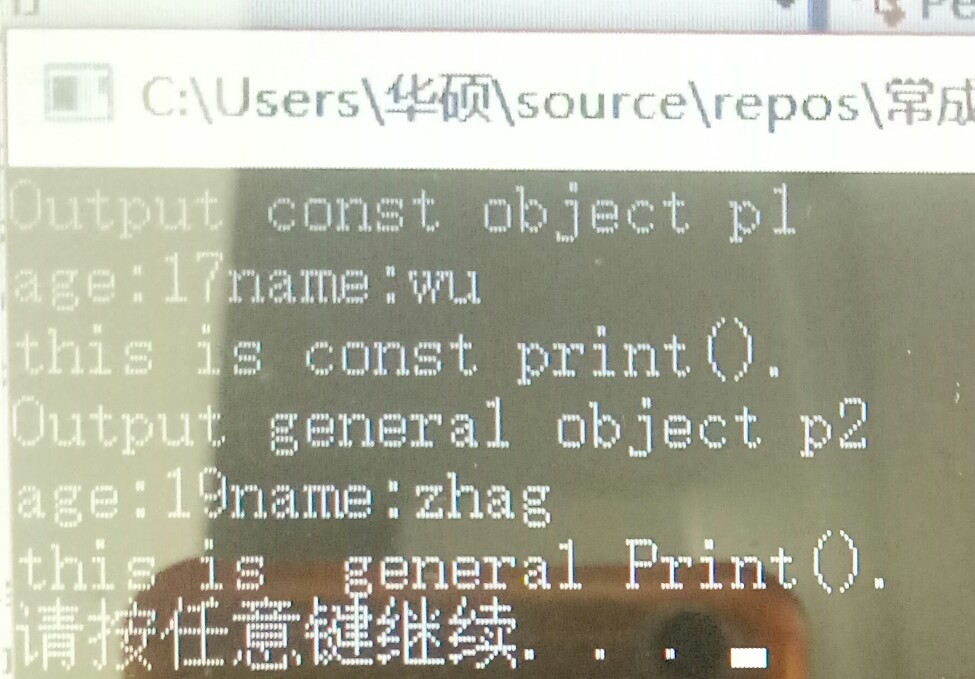 Pe
C:\Users\华硕\source\repos\常成
Output const object p1
age:17name:wu
this is const print().
Output general object p2
age:19name:zhag
this is  general Print().
请按任意键继续. . .